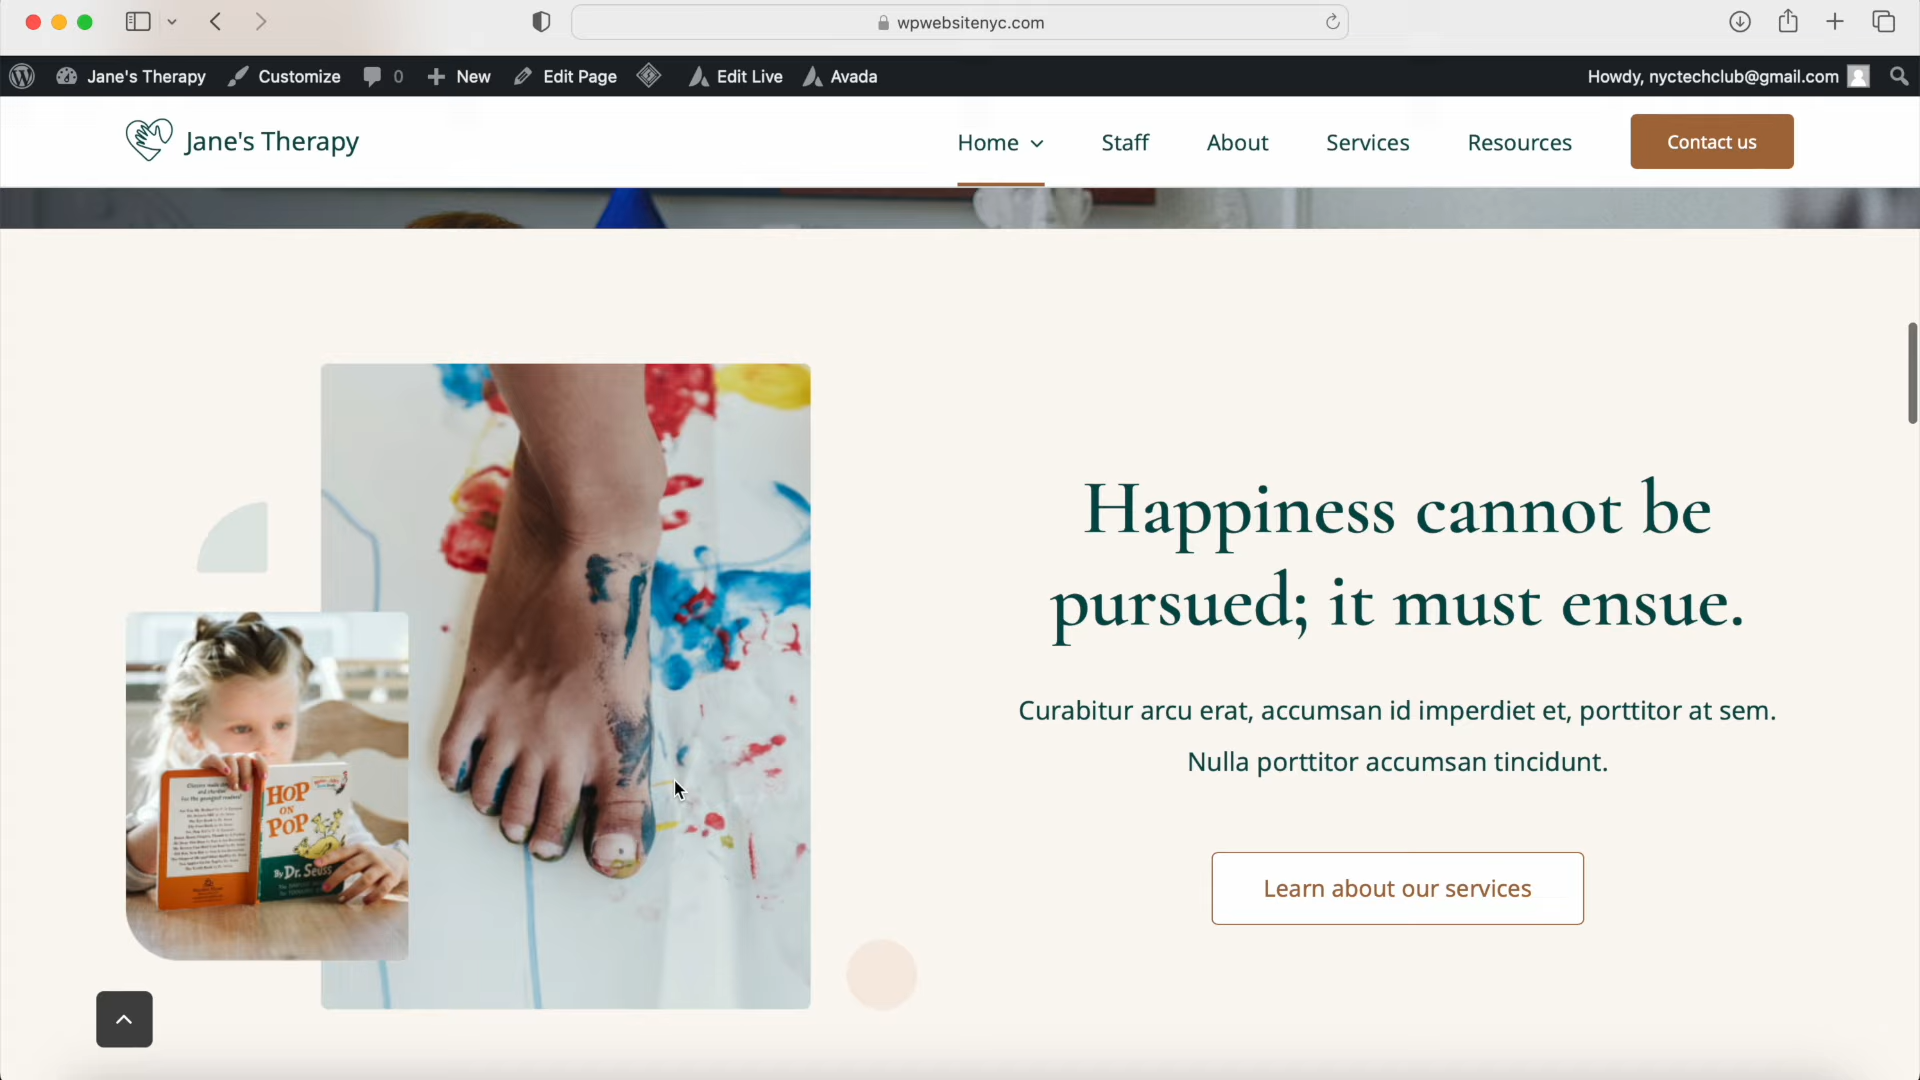 wpwebsitenyc.com
Jane's Therapy Customize 0 New Edit Page Edit Live Avada Howdy, nyctechclub@gmail.com
Jane's Therapy Home Staff About Services Resources Contact us
Happiness cannot be
pursued; it must ensue.
Curabitur arcu erat, accumsan id imperdiet et, porttitor at sem.
Nulla porttitor accumsan tincidunt.
Learn about our services
HOP
ON
POP
By Dr. Seuss